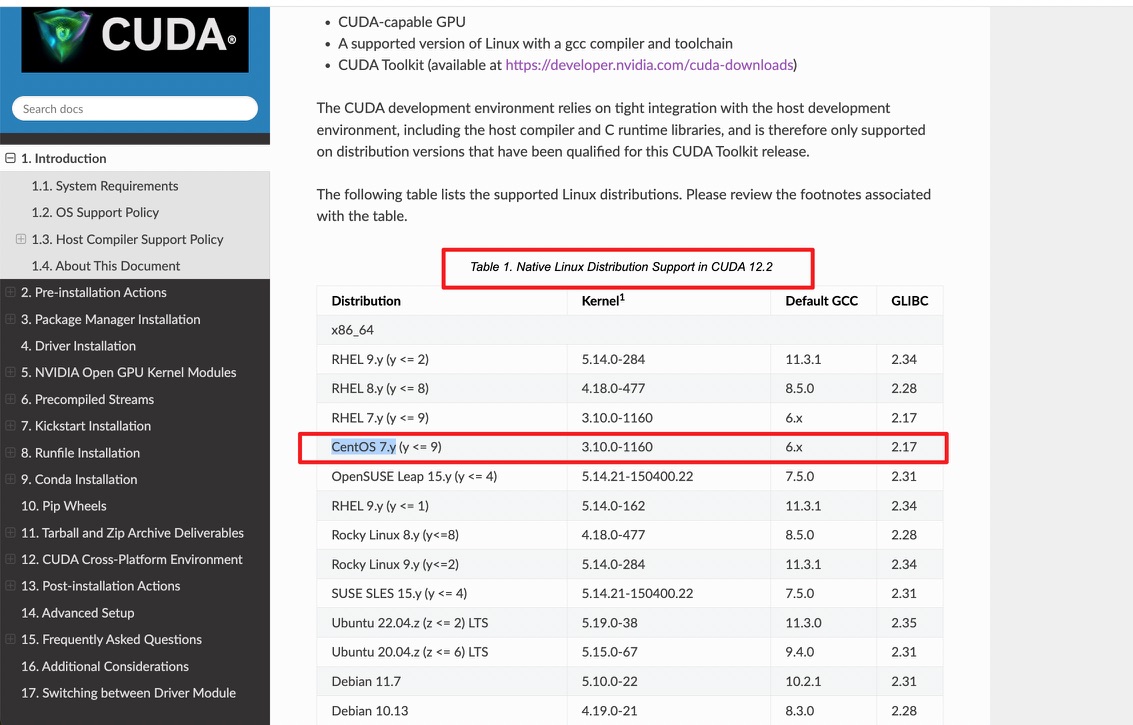 CUDA®
Search docs
1. Introduction
1.1. System Requirements
1.2. OS Support Policy
1.3. Host Compiler Support Policy
1.4. About This Document
2. Pre-installation Actions
3. Package Manager Installation
4. Driver Installation
5. NVIDIA Open GPU Kernel Modules
6. Precompiled Streams
7. Kickstart Installation
8. Runfile Installation
9. Conda Installation
10. Pip Wheels
11. Tarball and Zip Archive Deliverables
12. CUDA Cross-Platform Environment
13. Post-installation Actions
14. Advanced Setup
15. Frequently Asked Questions
16. Additional Considerations
17. Switching between Driver Module
• CUDA-capable GPU
• A supported version of Linux with a gcc compiler and toolchain
• CUDA Toolkit (available at https://developer.nvidia.com/cuda-downloads)
The CUDA development environment relies on tight integration with the host development
environment, including the host compiler and C runtime libraries, and is therefore only supported
on distribution versions that have been qualified for this CUDA Toolkit release.
The following table lists the supported Linux distributions. Please review the footnotes associated
with the table.
Table 1. Native Linux Distribution Support in CUDA 12.2
Distribution Kernel¹ Default GCC GLIBC
x86_64
RHEL 9.y (y <= 2) 5.14.0-284 11.3.1 2.34
RHEL 8.y (y <= 8) 4.18.0-477 8.5.0 2.28
RHEL 7.y (y <= 9) 3.10.0-1160 6.x 2.17
CentOS 7.y (y <= 9) 3.10.0-1160 6.x 2.17
OpenSUSE Leap 15.y (y <= 4) 5.14.21-150400.22 7.5.0 2.31
RHEL 9.y (y <= 1) 5.14.0-162 11.3.1 2.34
Rocky Linux 8.y (y<=8) 4.18.0-477 8.5.0 2.28
Rocky Linux 9.y (y<=2) 5.14.0-284 11.3.1 2.34
SUSE SLES 15.y (y <= 4) 5.14.21-150400.22 7.5.0 2.31
Ubuntu 22.04.z (z <= 2) LTS 5.19.0-38 11.3.0 2.35
Ubuntu 20.04.z (z <= 6) LTS 5.15.0-67 9.4.0 2.31
Debian 11.7 5.10.0-22 10.2.1 2.31
Debian 10.13 4.19.0-21 8.3.0 2.28